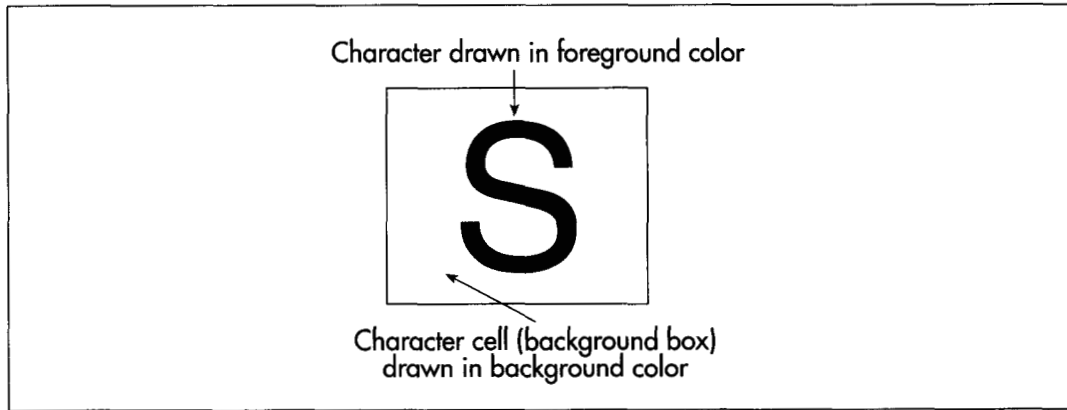 Character drawn in foreground color
S
Character cell (background box)
drawn in background color